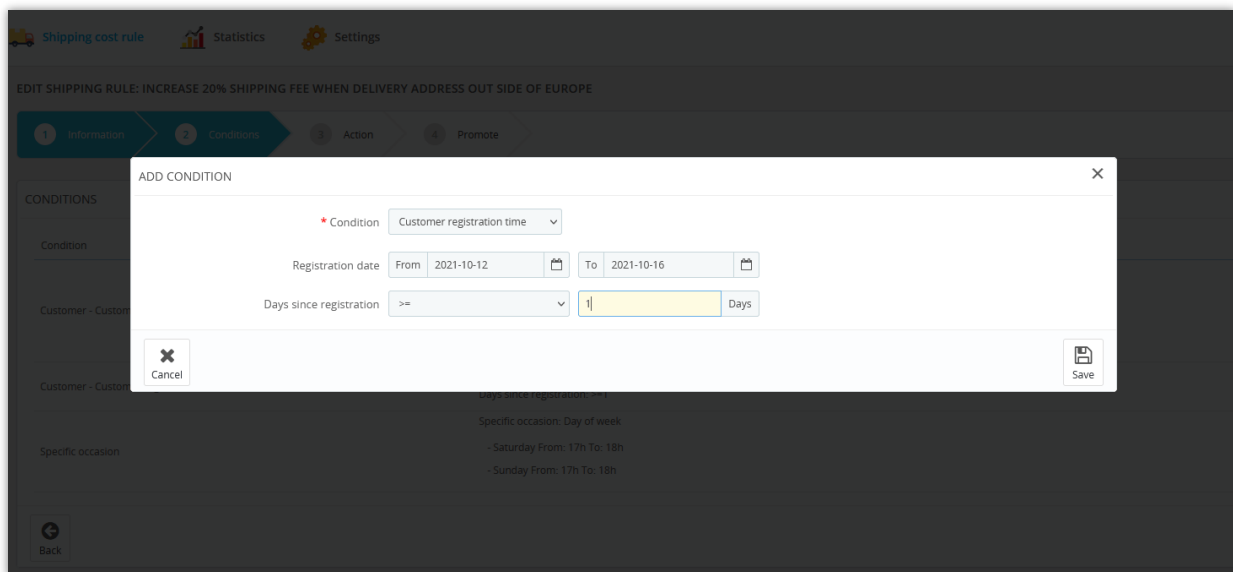 Shipping cost rule Statistics Settings
EDIT SHIPPING RULE: INCREASE 20% SHIPPING FEE WHEN DELIVERY ADDRESS OUT SIDE OF EUROPE
1 Information 2 Conditions 3 Action 4 Promote
ADD CONDITION
CONDITIONS
* Condition Customer registration time
Condition
Registration date From 2021-10-12 To 2021-10-16
Days since registration >= 1 Days
Customer - Custom
Cancel Save
Customer - Custom
Days since registration: >=1
Specific occasion: Day of week
Specific occasion
- Saturday From: 17h To: 18h
- Sunday From: 17h To: 18h
Back